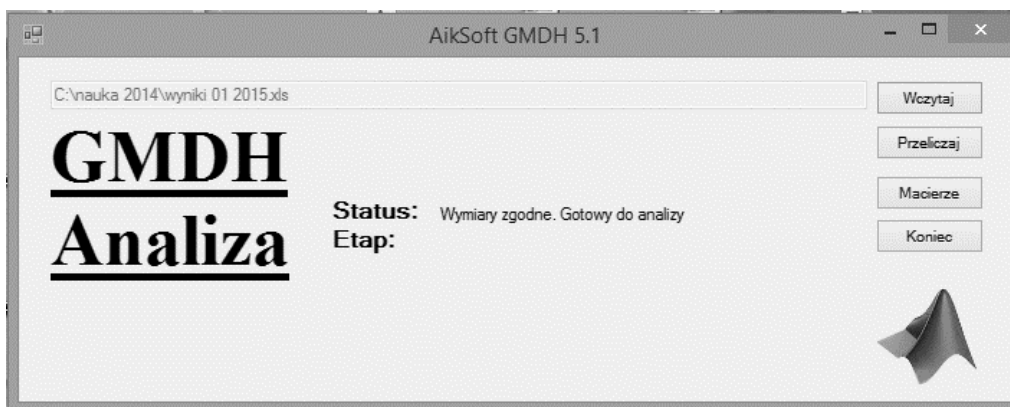 AikSoft GMDH 5.1
C:\nauka 2014\wyniki 01 2015.xls
Wczytaj
GMDH
Analiza
Przeliczaj
Macierze
Status: Wymiary zgodne. Gotowy do analizy
Etap:
Koniec